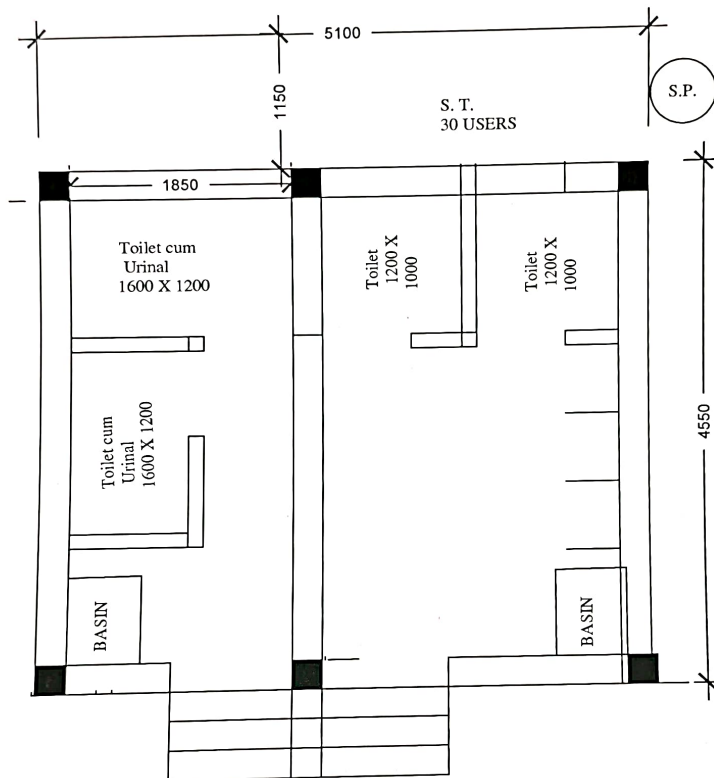 5100
1150
S. T.
30 USERS
S.P.
1850
Toilet cum
Urinal
1600 X 1200
Toilet
1200 X
1000
Toilet
1200 X
1000
Toilet cum
Urinal
1600 X 1200
4550
BASIN
BASIN